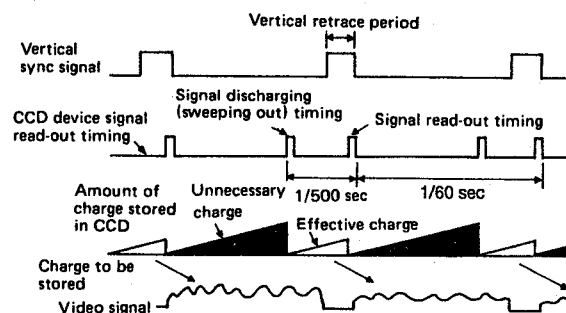 Vertical retrace period
Vertical
sync signal
Signal discharging
(sweeping out) timing
CCD device signal
read-out timing
Signal read-out timing
1/500 sec
1/60 sec
Amount of
charge stored
in CCD
Unnecessary
charge
Effective charge
Charge to be
stored
Video signal